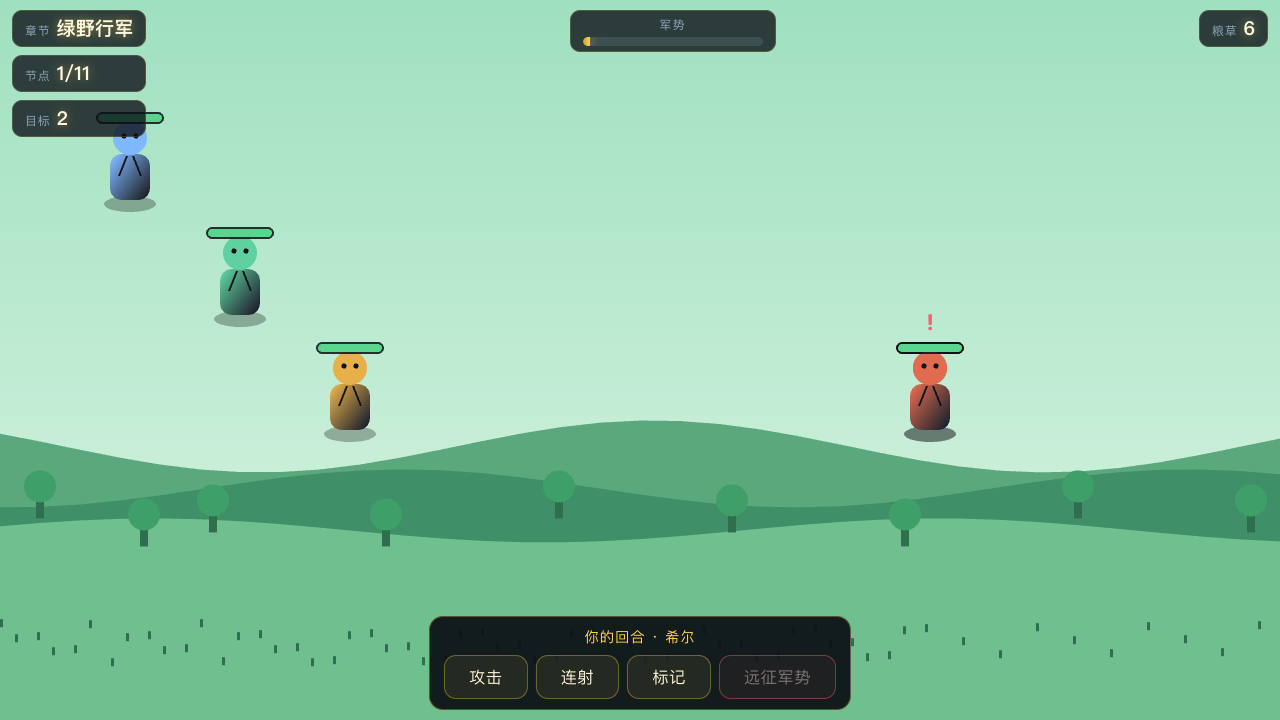 章节 绿野行军
军势
粮草 6
节点 1/11
目标 2
!
你的回合 · 希尔
攻击 连射 标记 远征军势